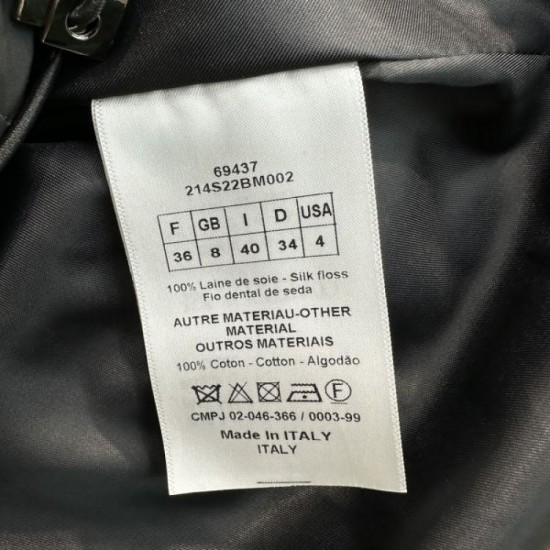 69437
214S22BM002
F GB I D USA
36 8 40 34 4
100% Laine de soie - Silk floss
Fio dental de seda
AUTRE MATERIAU-OTHER
MATERIAL
OUTROS MATERIAIS
100% Coton - Cotton - Algodão
F
CMPJ 02-046-366 / 0003-99
Made In ITALY
ITALY